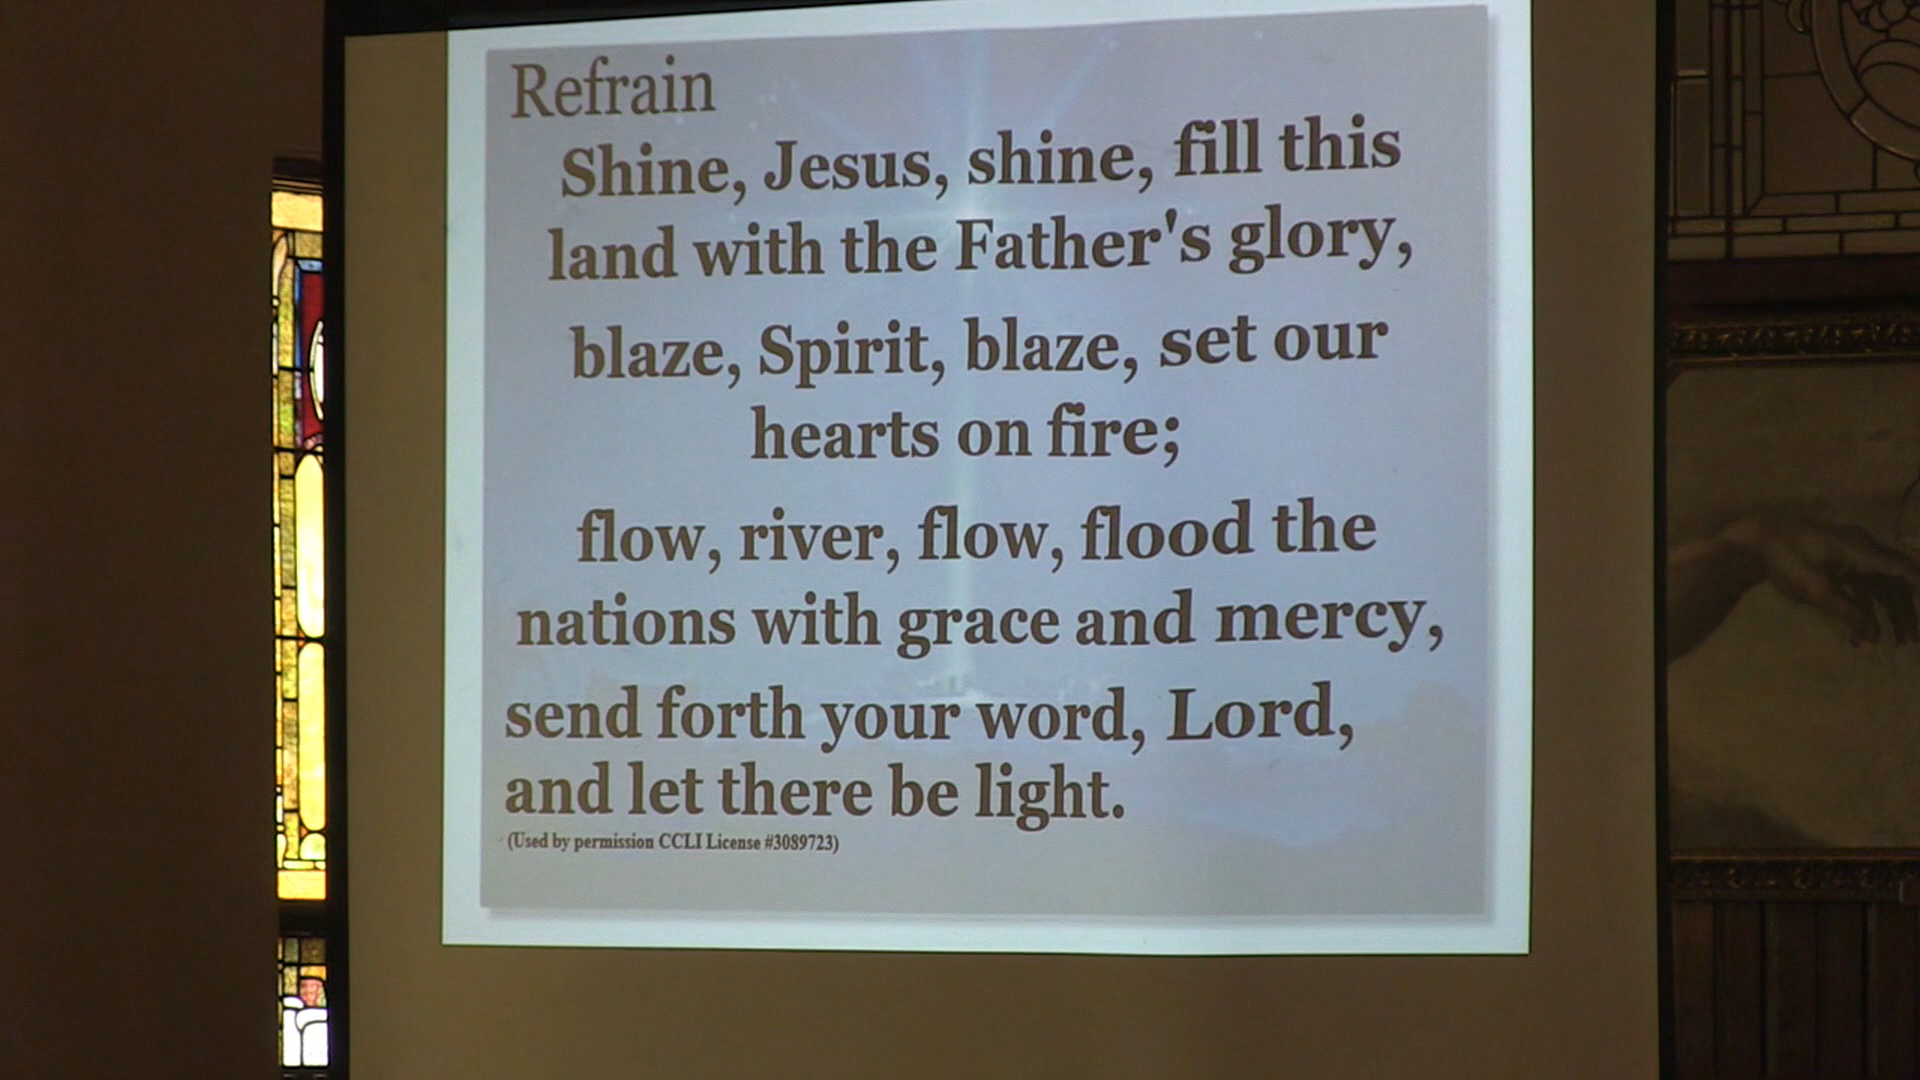 Refrain
Shine, Jesus, shine, fill this
land with the Father's glory,
blaze, Spirit, blaze, set our
hearts on fire;
flow, river, flow, flood the
nations with grace and mercy,
send forth your word, Lord,
and let there be light.
(Used by permission CCLI License #3089723)